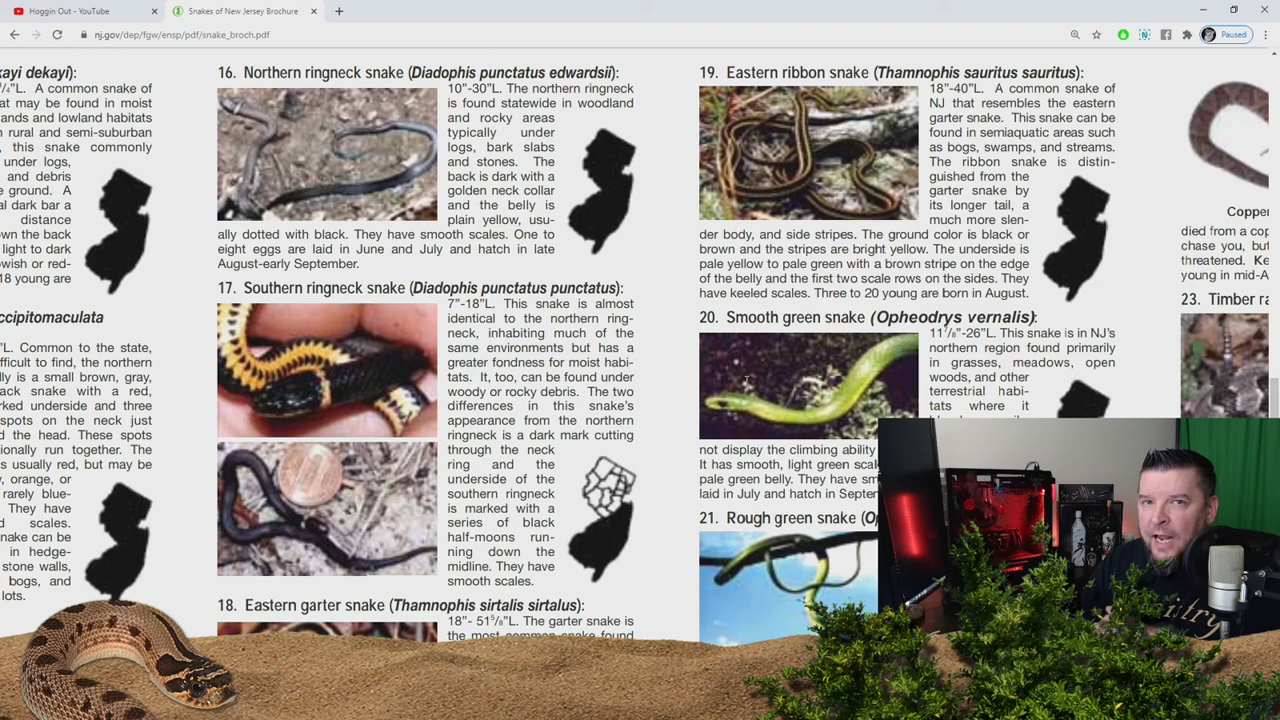 Hoggin Out - YouTube
Snakes of New Jersey Brochure
nj.gov/dep/fgw/ensp/pdf/snake_broch.pdf
Paused
kayi dekayi):
¼"L. A common snake of
at may be found in moist
ands and lowland habitats
n rural and semi-suburban
, this snake commonly
under logs,
and debris
e ground. A
al dark bar a
distance
own the back
light to dark
owish or red-
18 young are
ccipitomaculata
"L. Common to the state,
fficult to find, the northern
lly is a small brown, gray,
ack snake with a red,
rked underside and three
spots on the neck just
d the head. These spots
ionally run together. The
s usually red, but may be
, orange, or
rarely blue-
They have
d scales.
nake can be
in hedge-
stone walls,
bogs, and
lots.
16. Northern ringneck snake (Diadophis punctatus edwardsii):
10"-30"L. The northern ringneck
is found statewide in woodland
and rocky areas
typically under
logs, bark slabs
and stones. The
back is dark with a
golden neck collar
and the belly is
plain yellow, usu-
ally dotted with black. They have smooth scales. One to
eight eggs are laid in June and July and hatch in late
August-early September.
17. Southern ringneck snake (Diadophis punctatus punctatus):
7"-18"L. This snake is almost
identical to the northern ring-
neck, inhabiting much of the
same environments but has a
greater fondness for moist habi-
tats. It, too, can be found under
woody or rocky debris. The two
differences in this snake's
appearance from the northern
ringneck is a dark mark cutting
through the neck
ring and the
underside of the
southern ringneck
is marked with a
series of black
half-moons run-
ning down the
midline. They have
smooth scales.
18. Eastern garter snake (Thamnophis sirtalis sirtalus):
18"- 51⅝"L. The garter snake is
the most common snake found
19. Eastern ribbon snake (Thamnophis sauritus sauritus):
18"-40"L. A common snake of
NJ that resembles the eastern
garter snake. This snake can be
found in semiaquatic areas such
as bogs, swamps, and streams.
The ribbon snake is distin-
guished from the
garter snake by
its longer tail, a
much more slen-
der body, and side stripes. The ground color is black or
brown and the stripes are bright yellow. The underside is
pale yellow to pale green with a brown stripe on the edge
of the belly and the first two scale rows on the sides. They
have keeled scales. Three to 20 young are born in August.
20. Smooth green snake (Opheodrys vernalis):
11⅞"-26"L. This snake is in NJ's
northern region found primarily
in grasses, meadows, open
woods, and other
terrestrial habi-
tats where it
not display the climbing ability
It has smooth, light green scal
pale green belly. They have sm
laid in July and hatch in Septem
21. Rough green snake (Op
Copper
died from a cop
chase you, but
threatened. Ke
young in mid-A
23. Timber ra